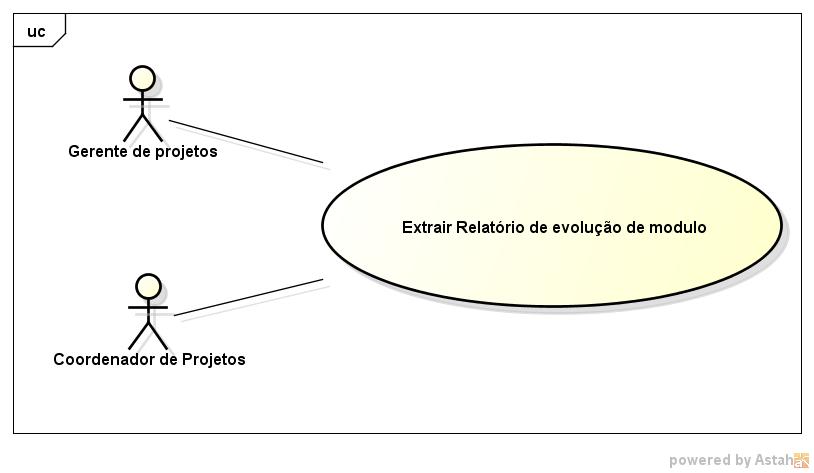 uc
Gerente de projetos
Extrair Relatório de evolução de modulo
Coordenador de Projetos
powered by Astah